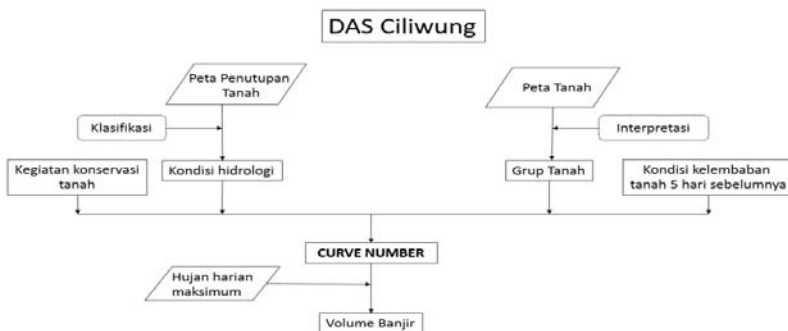 DAS Ciliwung
Peta Penutupan
Tanah
Peta Tanah
Klasifikasi
Interpretasi
Kegiatan konservasi
tanah
Kondisi hidrologi
Grup Tanah
Kondisi kelembaban
tanah 5 hari sebelumnya
CURVE NUMBER
Hujan harian
maksimum
Volume Banjir